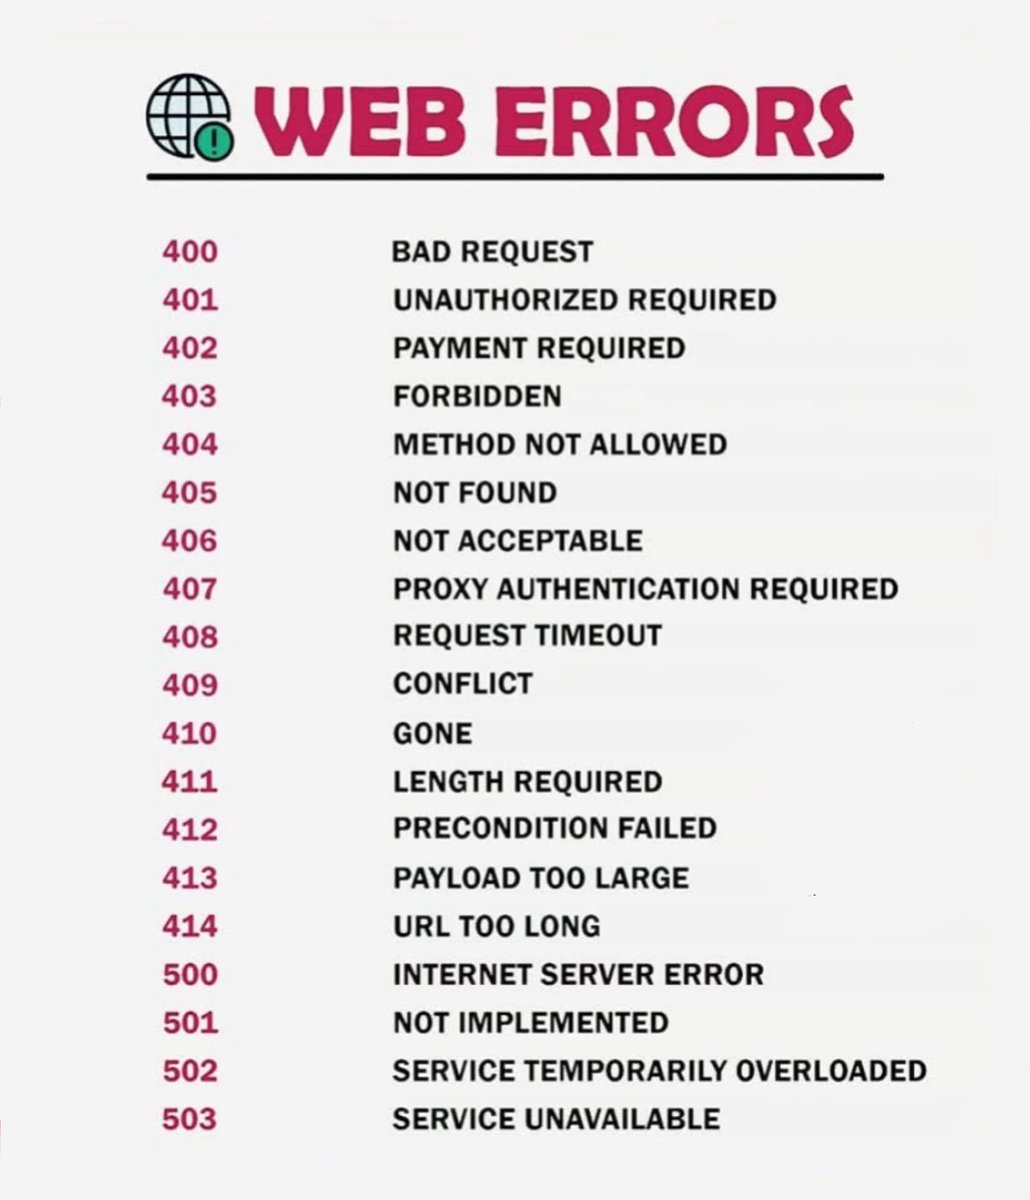 WEB ERRORS
400 BAD REQUEST
401 UNAUTHORIZED REQUIRED
402 PAYMENT REQUIRED
403 FORBIDDEN
404 METHOD NOT ALLOWED
405 NOT FOUND
406 NOT ACCEPTABLE
407 PROXY AUTHENTICATION REQUIRED
408 REQUEST TIMEOUT
409 CONFLICT
410 GONE
411 LENGTH REQUIRED
412 PRECONDITION FAILED
413 PAYLOAD TOO LARGE
414 URL TOO LONG
500 INTERNET SERVER ERROR
501 NOT IMPLEMENTED
502 SERVICE TEMPORARILY OVERLOADED
503 SERVICE UNAVAILABLE